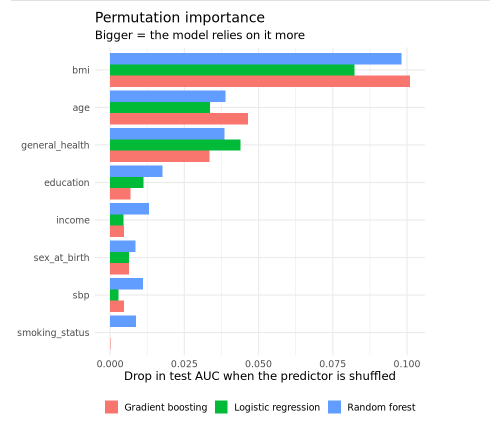 Permutation importance
Bigger = the model relies on it more
bmi
age
general_health
education
income
sex_at_birth
sbp
smoking_status
0.000 0.025 0.050 0.075 0.100
Drop in test AUC when the predictor is shuffled
Gradient boosting Logistic regression Random forest